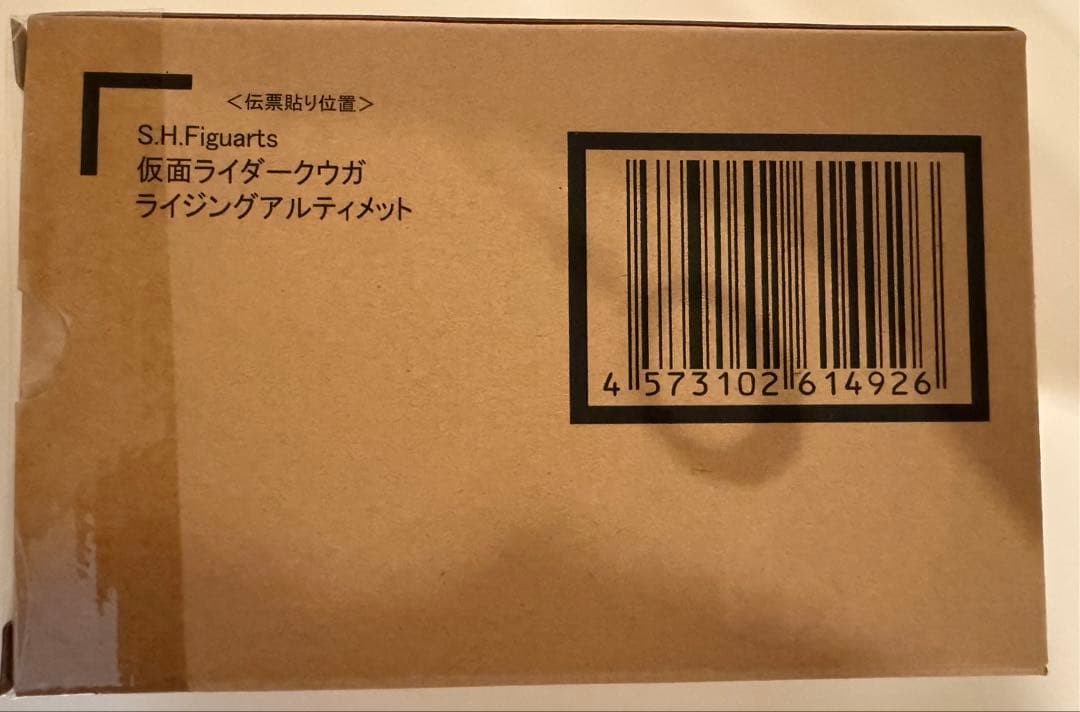 ＜伝票貼り位置＞
S.H.Figuarts
仮面ライダークウガ
ライジングアルティメット
4 573102 614926